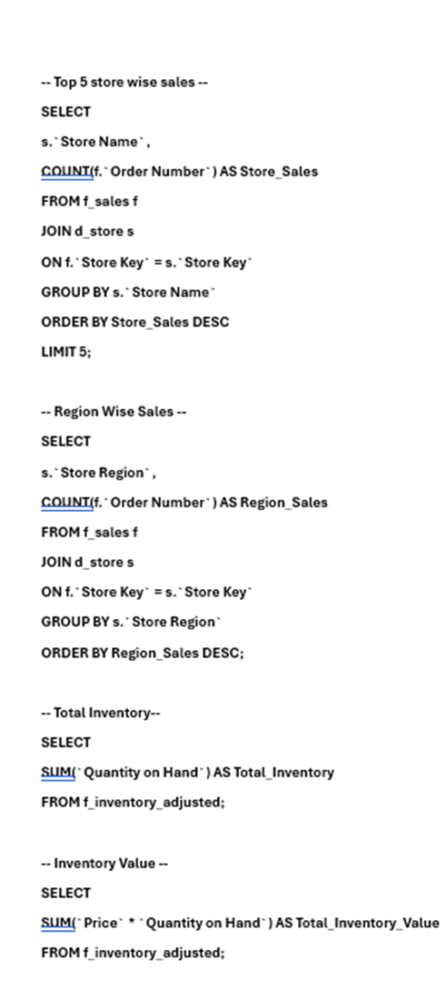 -- Top 5 store wise sales --
SELECT
s.`Store Name`,
COUNT(f.`Order Number`) AS Store_Sales
FROM f_sales f
JOIN d_store s
ON f.`Store Key` = s.`Store Key`
GROUP BY s.`Store Name`
ORDER BY Store_Sales DESC
LIMIT 5;
-- Region Wise Sales --
SELECT
s.`Store Region`,
COUNT(f.`Order Number`) AS Region_Sales
FROM f_sales f
JOIN d_store s
ON f.`Store Key` = s.`Store Key`
GROUP BY s.`Store Region`
ORDER BY Region_Sales DESC;
-- Total Inventory--
SELECT
SUM(`Quantity on Hand`) AS Total_Inventory
FROM f_inventory_adjusted;
-- Inventory Value --
SELECT
SUM(`Price` * `Quantity on Hand`) AS Total_Inventory_Value
FROM f_inventory_adjusted;